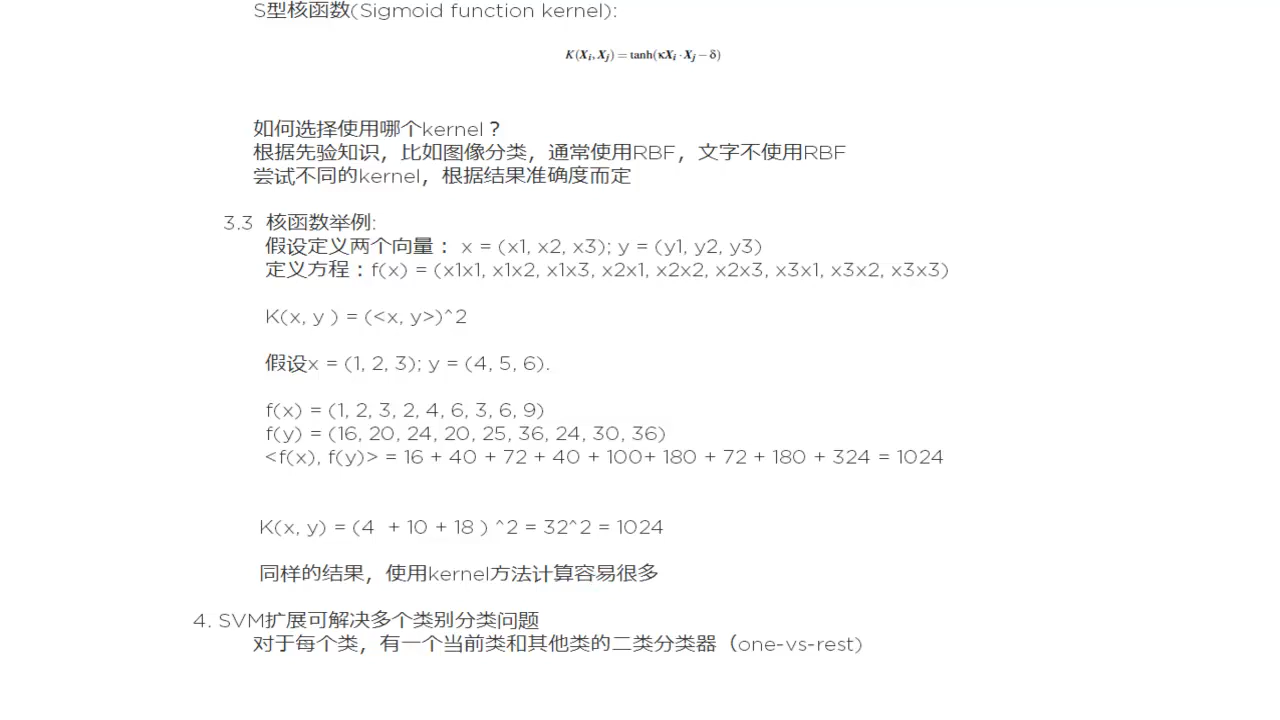 S型核函数(Sigmoid function kernel):
K(Xi, Xj) = tanh(κXi · Xj − δ)
如何选择使用哪个kernel？
根据先验知识，比如图像分类，通常使用RBF，文字不使用RBF
尝试不同的kernel，根据结果准确度而定
3.3 核函数举例:
假设定义两个向量： x = (x1, x2, x3); y = (y1, y2, y3)
定义方程：f(x) = (x1x1, x1x2, x1x3, x2x1, x2x2, x2x3, x3x1, x3x2, x3x3)
K(x, y ) = (<x, y>)^2
假设x = (1, 2, 3); y = (4, 5, 6).
f(x) = (1, 2, 3, 2, 4, 6, 3, 6, 9)
f(y) = (16, 20, 24, 20, 25, 36, 24, 30, 36)
<f(x), f(y)> = 16 + 40 + 72 + 40 + 100+ 180 + 72 + 180 + 324 = 1024
K(x, y) = (4 + 10 + 18 ) ^2 = 32^2 = 1024
同样的结果，使用kernel方法计算容易很多
4. SVM扩展可解决多个类别分类问题
对于每个类，有一个当前类和其他类的二类分类器（one-vs-rest)